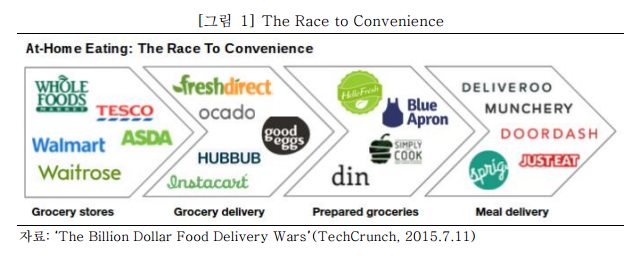 [그림 1] The Race to Convenience
At-Home Eating: The Race To Convenience
WHOLE
FOODS
MARKET
TESCO
Walmart
ASDA
Waitrose
freshdirect
ocado
good
eggs
HUBBUB
Instacart
HelloFresh
Blue
Apron
SIMPLY
COOK
din
DELIVEROO
MUNCHERY
DOORDASH
sprig
JUST EAT
Grocery stores Grocery delivery Prepared groceries Meal delivery
자료: 'The Billion Dollar Food Delivery Wars'(TechCrunch, 2015.7.11)